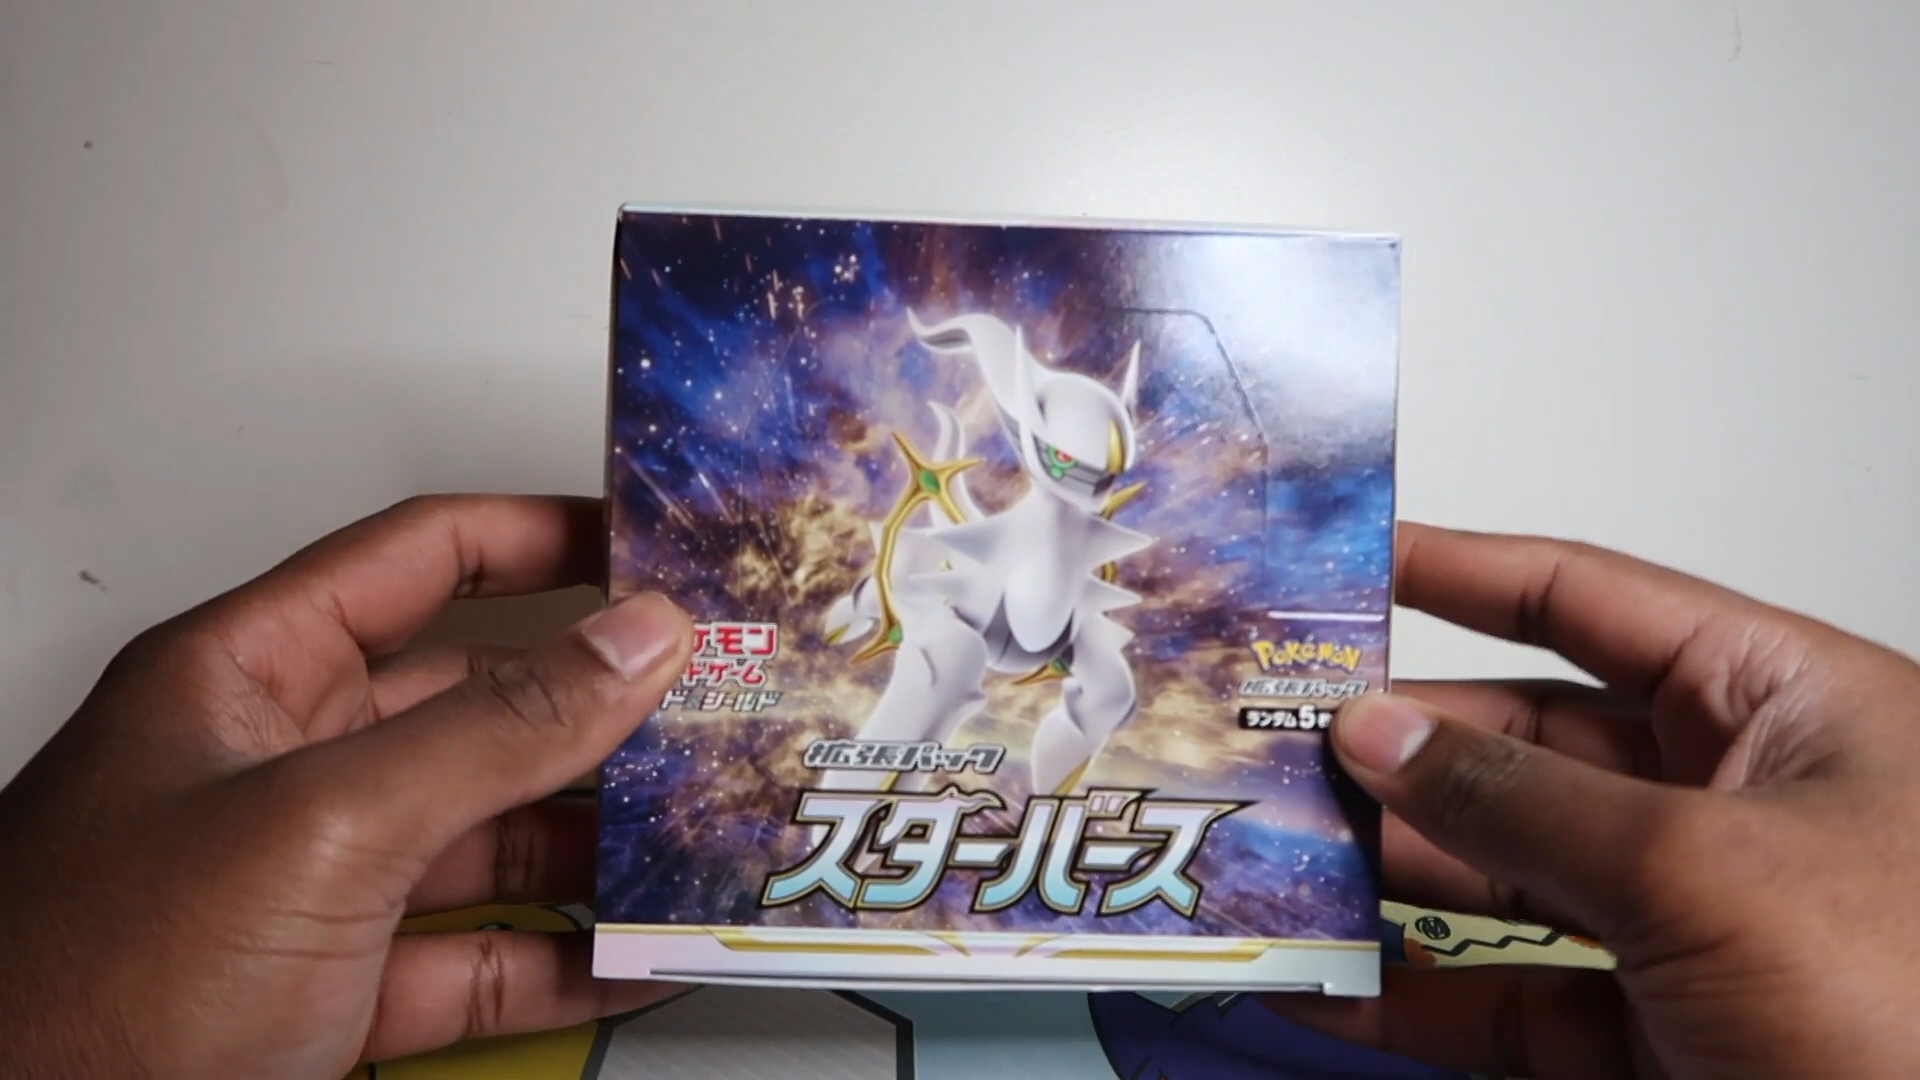 ケモン
ドゲーム
ド&シールド
Pokémon
拡張パック
ランダム5
拡張パック
スターバース